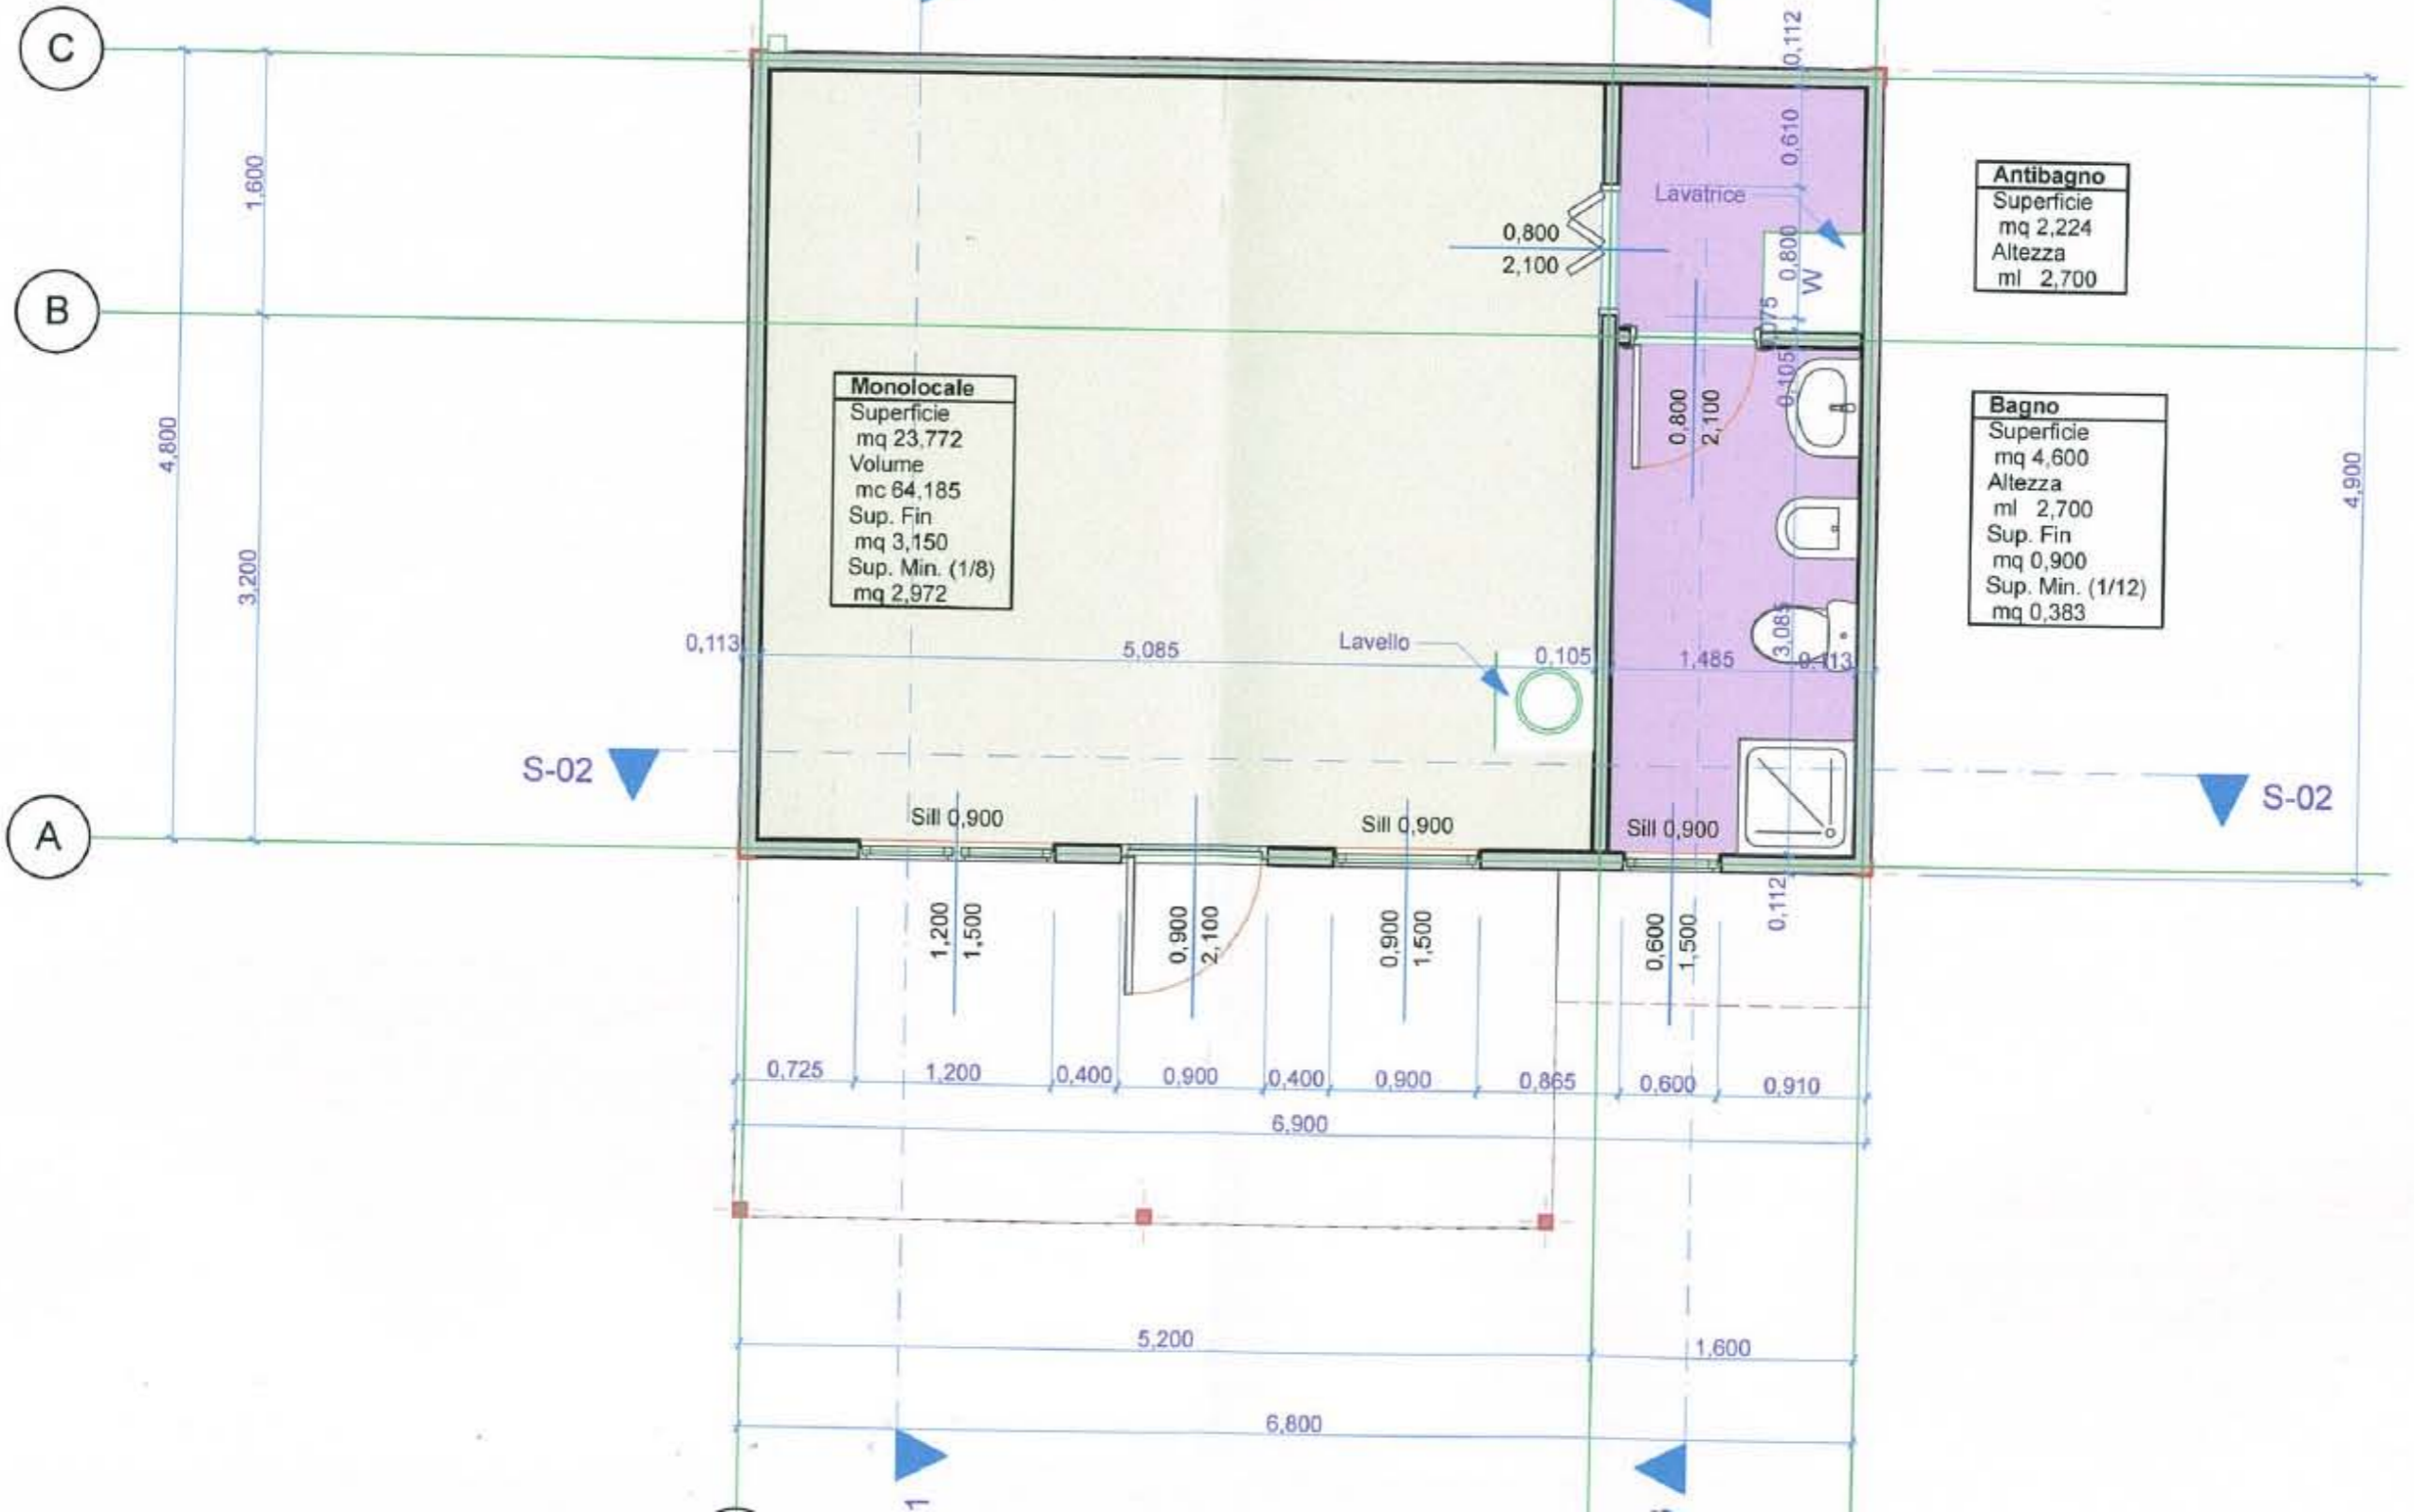 C
B
A
4,800
1,600
3,200
0,112
0,610
Lavatrice
0,800
2,100
0,800
W
0,105
0,800
2,100
Monolocale
Superficie
mq 23,772
Volume
mc 64,185
Sup. Fin
mq 3,150
Sup. Min. (1/8)
mq 2,972
Antibagno
Superficie
mq 2,224
Altezza
ml 2,700
Bagno
Superficie
mq 4,600
Altezza
ml 2,700
Sup. Fin
mq 0,900
Sup. Min. (1/12)
mq 0,383
4,900
0,113
5,085
Lavello
0,105
1,485
3,085
0,113
S-02
S-02
Sill 0,900
Sill 0,900
Sill 0,900
1,200
1,500
0,900
2,100
0,900
1,500
0,600
1,500
0,112
0,725
1,200
0,400
0,900
0,400
0,900
0,865
0,600
0,910
6,900
5,200
1,600
6,800
1